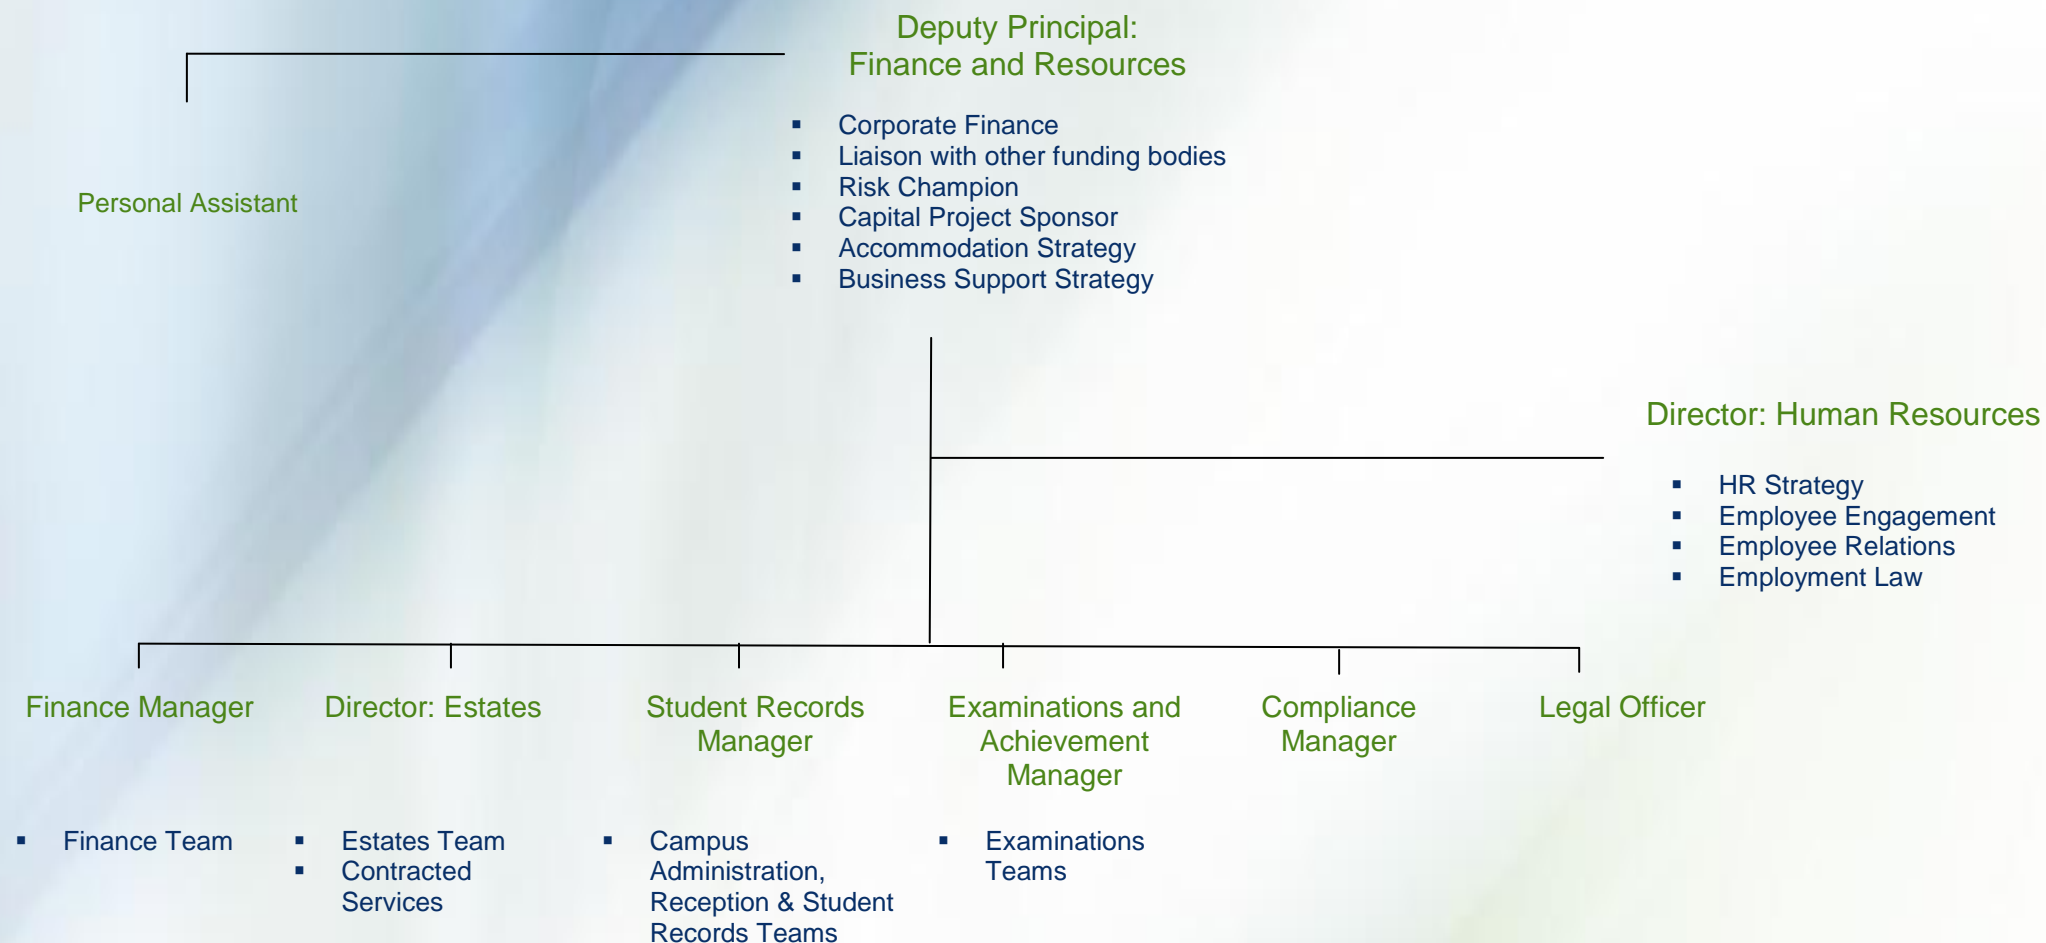 Deputy Principal:
Finance and Resources
▪ Corporate Finance
▪ Liaison with other funding bodies
▪ Risk Champion
▪ Capital Project Sponsor
▪ Accommodation Strategy
▪ Business Support Strategy
Personal Assistant
Director: Human Resources
▪ HR Strategy
▪ Employee Engagement
▪ Employee Relations
▪ Employment Law
Finance Manager
▪ Finance Team
Director: Estates
▪ Estates Team
▪ Contracted
Services
Student Records
Manager
▪ Campus
Administration,
Reception & Student
Records Teams
Examinations and
Achievement
Manager
▪ Examinations
Teams
Compliance
Manager
Legal Officer